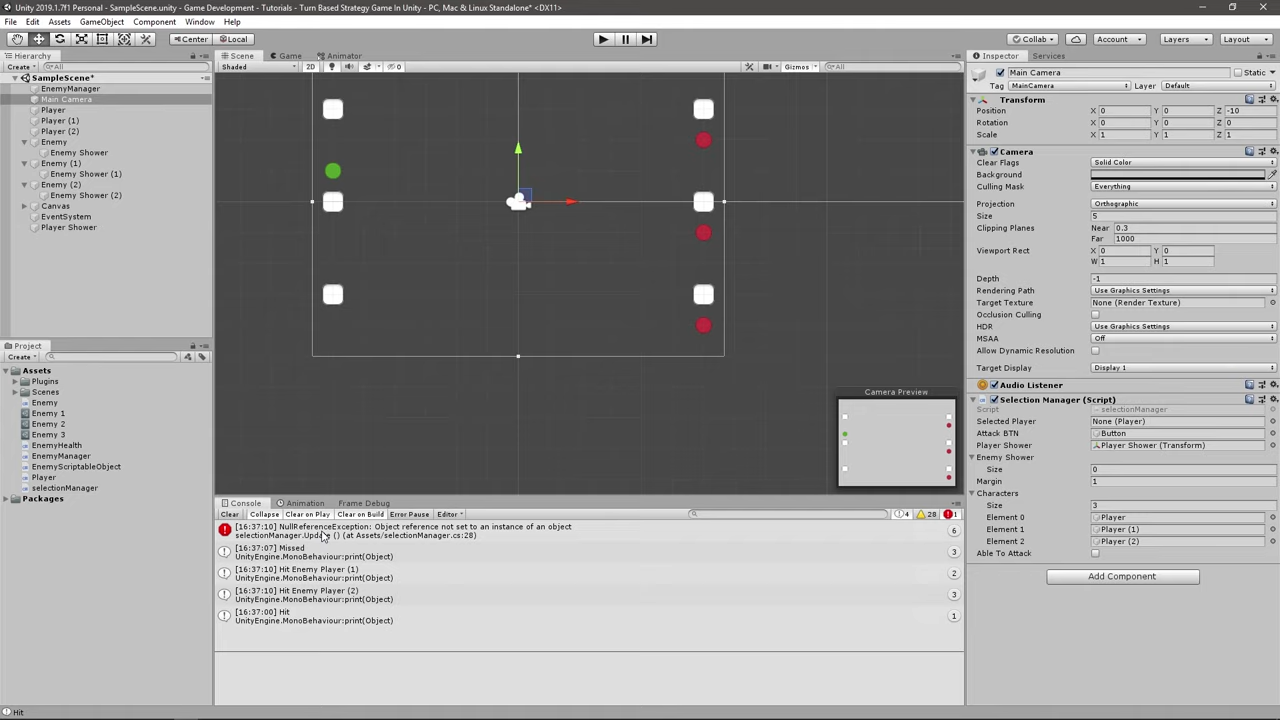 Unity 2019.1.7f1 Personal - SampleScene.unity - Game Development - Tutorials - Turn Based Strategy Game In Unity - PC, Mac & Linux Standalone* <DX11>
File Edit Assets GameObject Component Window Help
Center Local Collab Account Layers Layout
Hierarchy
Create All
SampleScene*
EnemyManager
Main Camera
Player
Player (1)
Player (2)
Enemy
Enemy Shower
Enemy (1)
Enemy Shower (1)
Enemy (2)
Enemy Shower (2)
Canvas
EventSystem
Player Shower
Project
Create
Assets
Plugins
Scenes
Enemy
Enemy 1
Enemy 2
Enemy 3
EnemyHealth
EnemyManager
EnemyScriptableObject
Player
selectionManager
Packages
Scene Game Animator
Shaded 2D 0 Gizmos All
Camera Preview
Console Animation Frame Debug
Clear Collapse Clear on Play Clear on Build Error Pause Editor 4 28 1
[16:37:10] NullReferenceException: Object reference not set to an instance of an object
selectionManager.Update () (at Assets/selectionManager.cs:28) 6
[16:37:07] Missed
UnityEngine.MonoBehaviour:print(Object) 3
[16:37:10] Hit Enemy Player (1)
UnityEngine.MonoBehaviour:print(Object) 2
[16:37:10] Hit Enemy Player (2)
UnityEngine.MonoBehaviour:print(Object) 3
[16:37:00] Hit
UnityEngine.MonoBehaviour:print(Object) 1
Hit
Inspector Services
Main Camera Static
Tag MainCamera Layer Default
Transform
Position X 0 Y 0 Z -10
Rotation X 0 Y 0 Z 0
Scale X 1 Y 1 Z 1
Camera
Clear Flags Solid Color
Background
Culling Mask Everything
Projection Orthographic
Size 5
Clipping Planes Near 0.3
Far 1000
Viewport Rect X 0 Y 0
W 1 H 1
Depth -1
Rendering Path Use Graphics Settings
Target Texture None (Render Texture)
Occlusion Culling
HDR Use Graphics Settings
MSAA Off
Allow Dynamic Resolution
Target Display Display 1
Audio Listener
Selection Manager (Script)
Script selectionManager
Selected Player None (Player)
Attack BTN Button
Player Shower Player Shower (Transform)
Enemy Shower
Size 0
Margin 1
Characters
Size 3
Element 0 Player
Element 1 Player (1)
Element 2 Player (2)
Able To Attack
Add Component